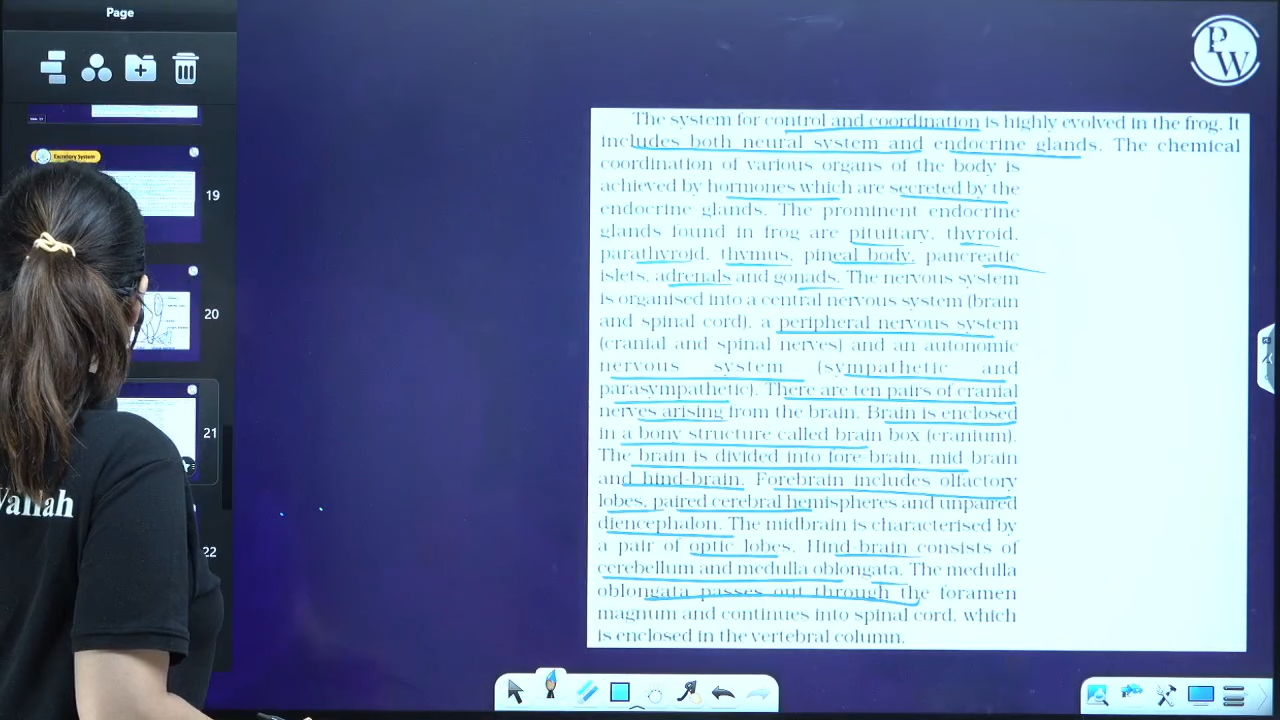 Page
P
W
Excretory System
19
20
21
22
The system for control and coordination is highly evolved in the frog. It
includes both neural system and endocrine glands. The chemical
coordination of various organs of the body is
achieved by hormones which are secreted by the
endocrine glands. The prominent endocrine
glands found in frog are pituitary, thyroid,
parathyroid, thymus, pineal body, pancreatic
islets, adrenals and gonads. The nervous system
is organised into a central nervous system (brain
and spinal cord), a peripheral nervous system
(cranial and spinal nerves) and an autonomic
nervous system (sympathetic and
parasympathetic). There are ten pairs of cranial
nerves arising from the brain. Brain is enclosed
in a bony structure called brain box (cranium).
The brain is divided into fore-brain, mid-brain
and hind-brain. Forebrain includes olfactory
lobes, paired cerebral hemispheres and unpaired
diencephalon. The midbrain is characterised by
a pair of optic lobes. Hind-brain consists of
cerebellum and medulla oblongata. The medulla
oblongata passes out through the foramen
magnum and continues into spinal cord, which
is enclosed in the vertebral column.